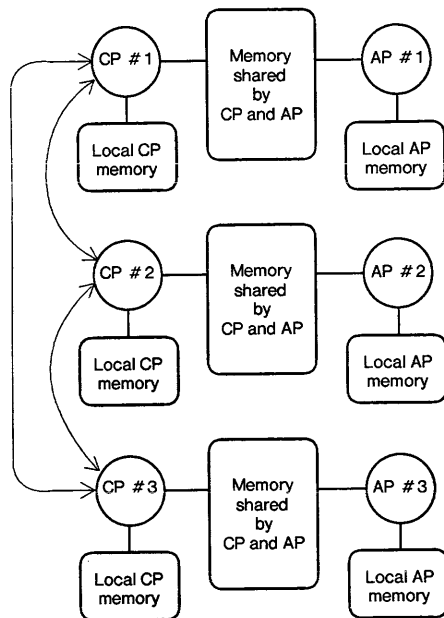 CP #1
Memory
shared
by
CP and AP
AP #1
Local CP
memory
Local AP
memory
CP #2
Memory
shared
by
CP and AP
AP #2
Local CP
memory
Local AP
memory
CP #3
Memory
shared
by
CP and AP
AP #3
Local CP
memory
Local AP
memory